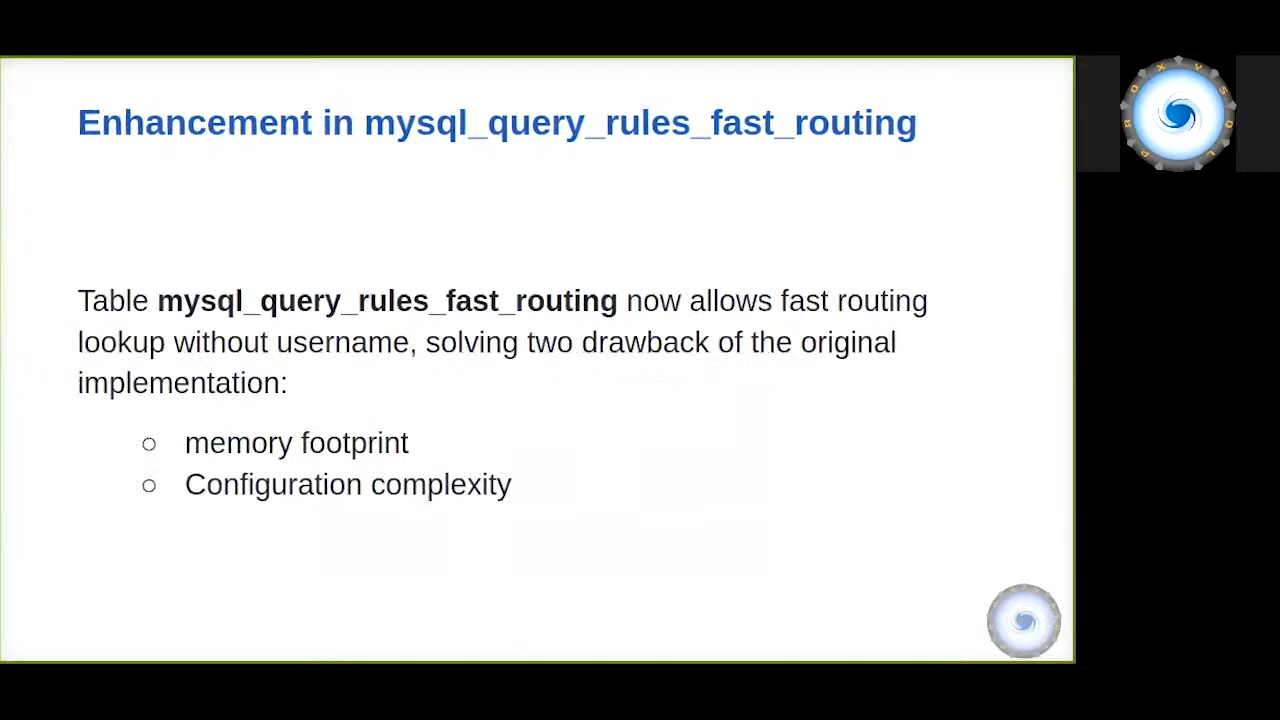 Enhancement in mysql_query_rules_fast_routing
Table mysql_query_rules_fast_routing now allows fast routing
lookup without username, solving two drawback of the original
implementation:
○ memory footprint
○ Configuration complexity
PROXYSQL